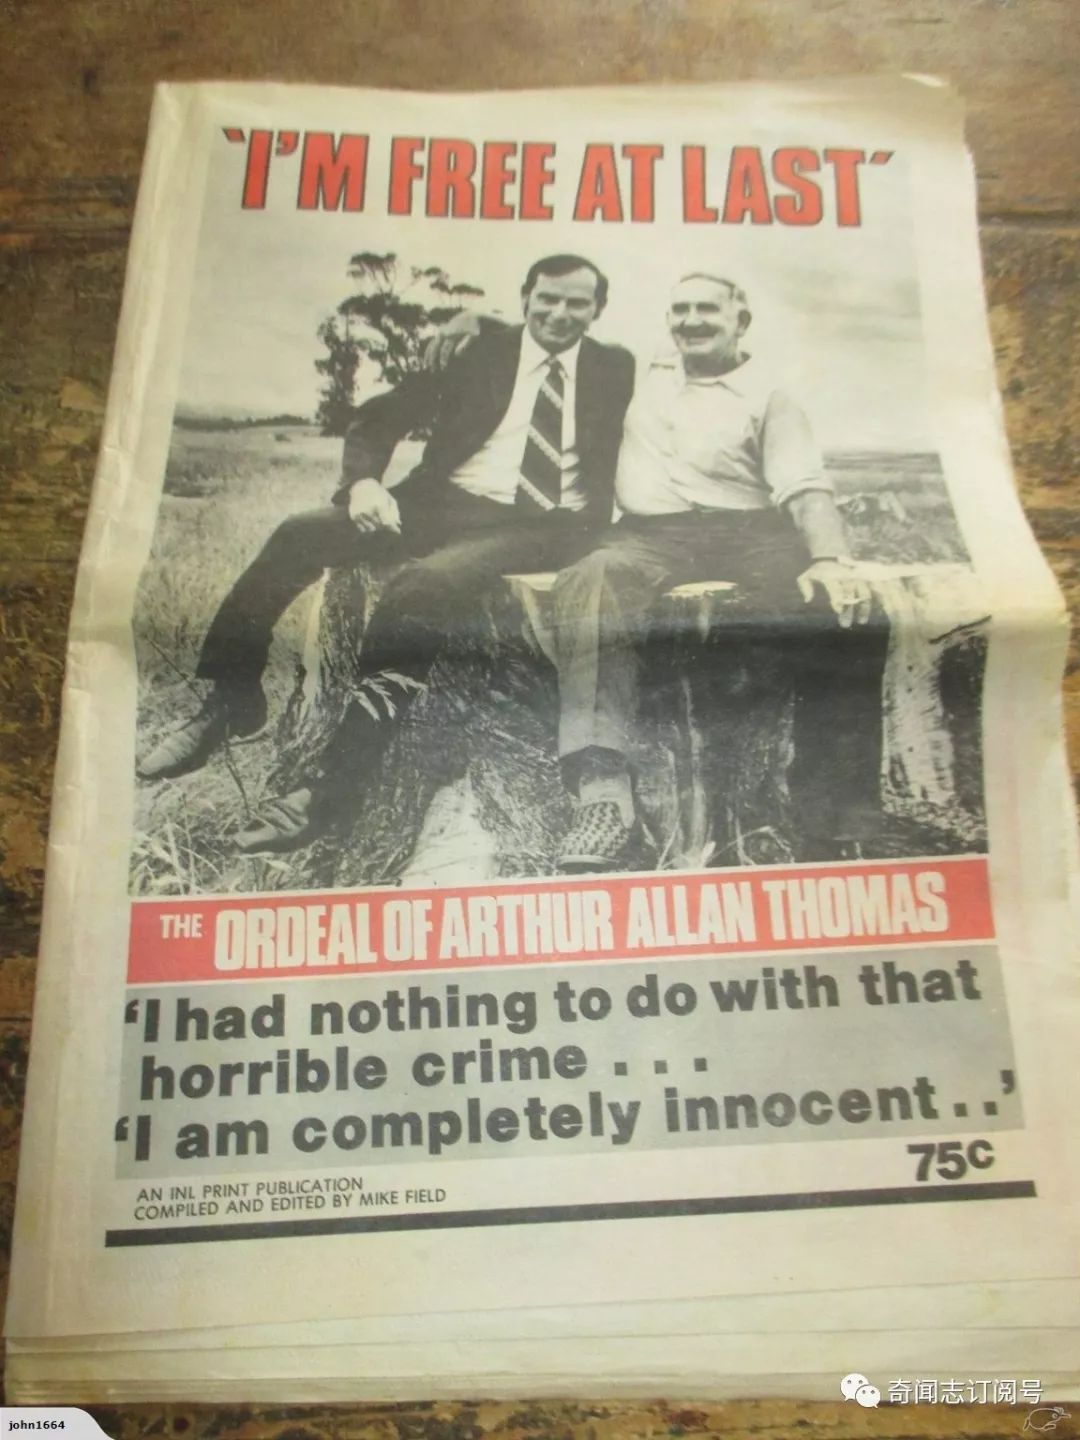 ‘I’M FREE AT LAST’
THE ORDEAL OF ARTHUR ALLAN THOMAS
‘I had nothing to do with that
horrible crime . . .
‘I am completely innocent . .’
75c
AN INL PRINT PUBLICATION
COMPILED AND EDITED BY MIKE FIELD
奇闻志订阅号
john1664